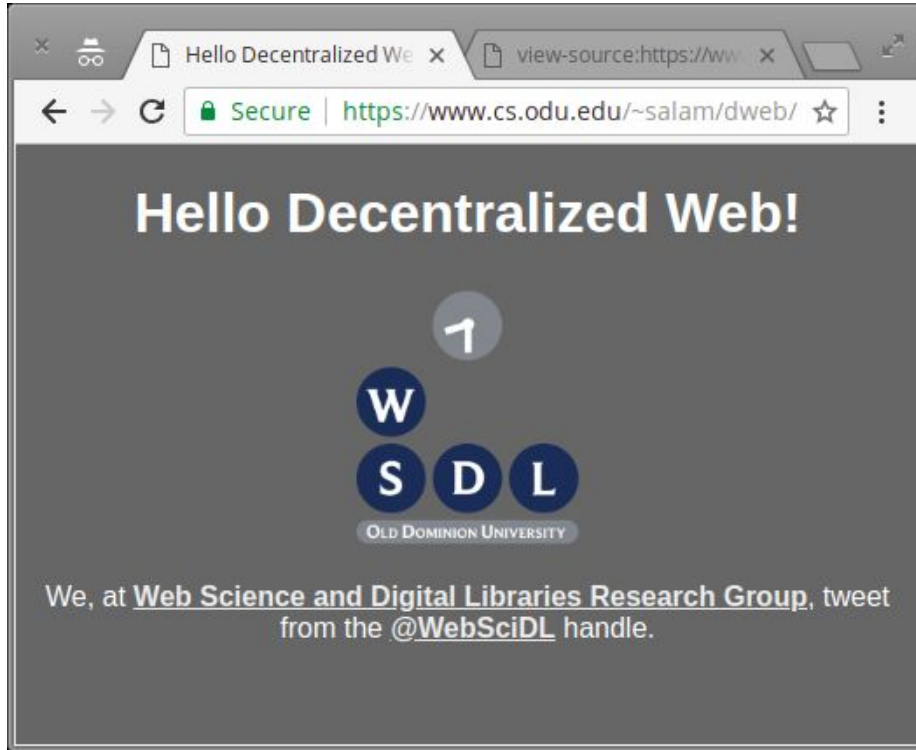 Hello Decentralized We
view-source:https://ww
Secure | https://www.cs.odu.edu/~salam/dweb/
Hello Decentralized Web!
W
S D L
OLD DOMINION UNIVERSITY
We, at Web Science and Digital Libraries Research Group, tweet
from the @WebSciDL handle.